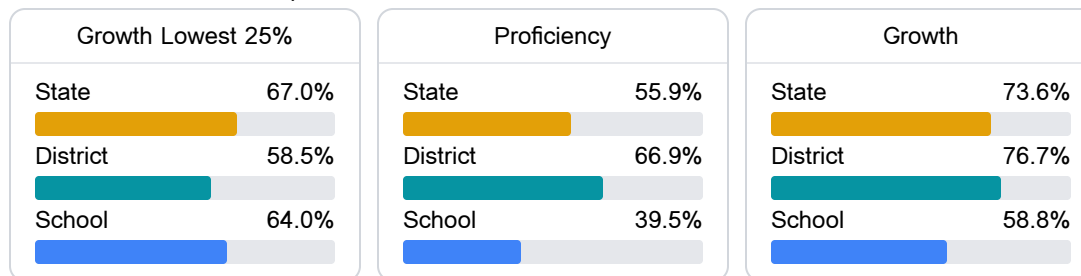 Growth Lowest 25%
State 67.0%
District 58.5%
School 64.0%
Proficiency
State 55.9%
District 66.9%
School 39.5%
Growth
State 73.6%
District 76.7%
School 58.8%